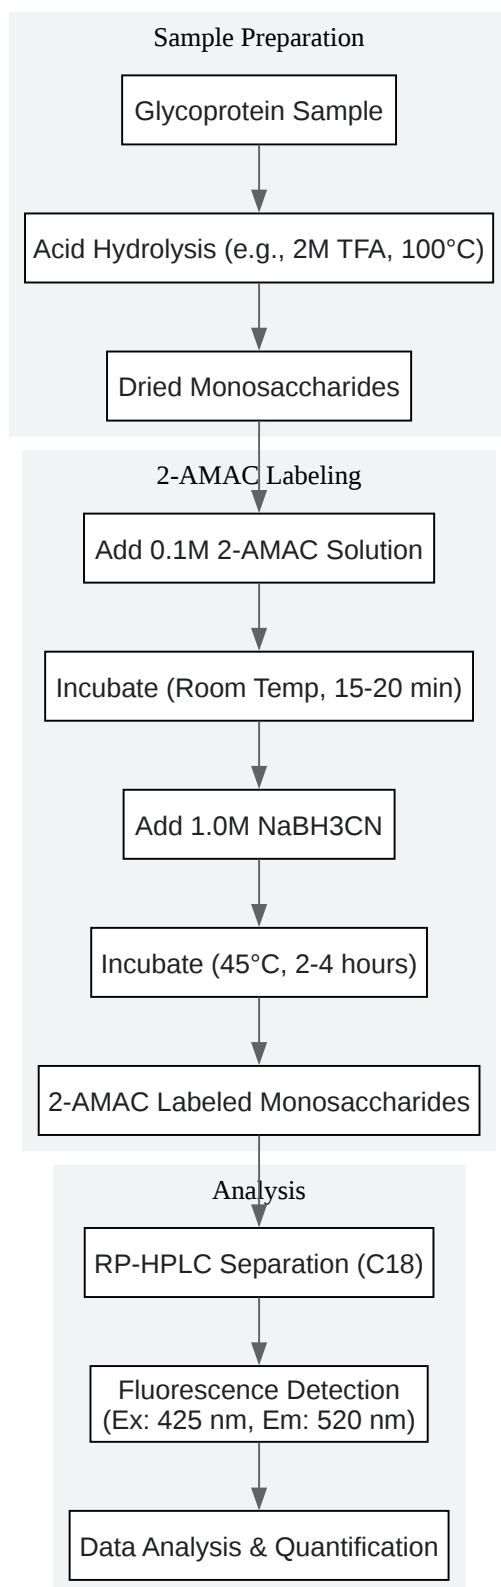 Sample Preparation
Glycoprotein Sample
Acid Hydrolysis (e.g., 2M TFA, 100°C)
Dried Monosaccharides
2-AMAC Labeling
Add 0.1M 2-AMAC Solution
Incubate (Room Temp, 15-20 min)
Add 1.0M NaBH3CN
Incubate (45°C, 2-4 hours)
2-AMAC Labeled Monosaccharides
Analysis
RP-HPLC Separation (C18)
Fluorescence Detection
(Ex: 425 nm, Em: 520 nm)
Data Analysis & Quantification